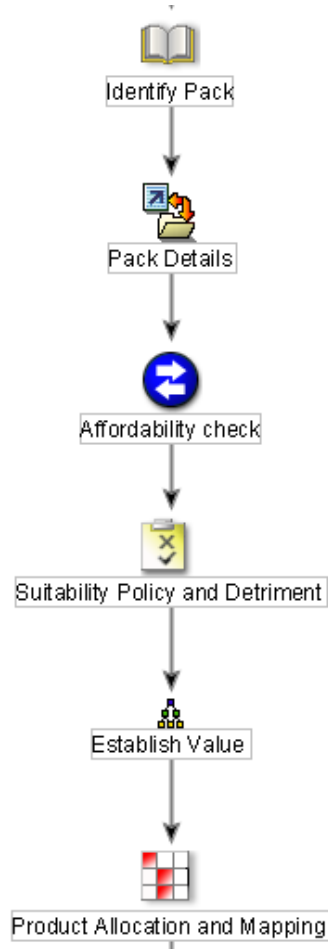 Identify Pack
Pack Details
Affordability check
Suitability Policy and Detriment
Establish Value
Product Allocation and Mapping